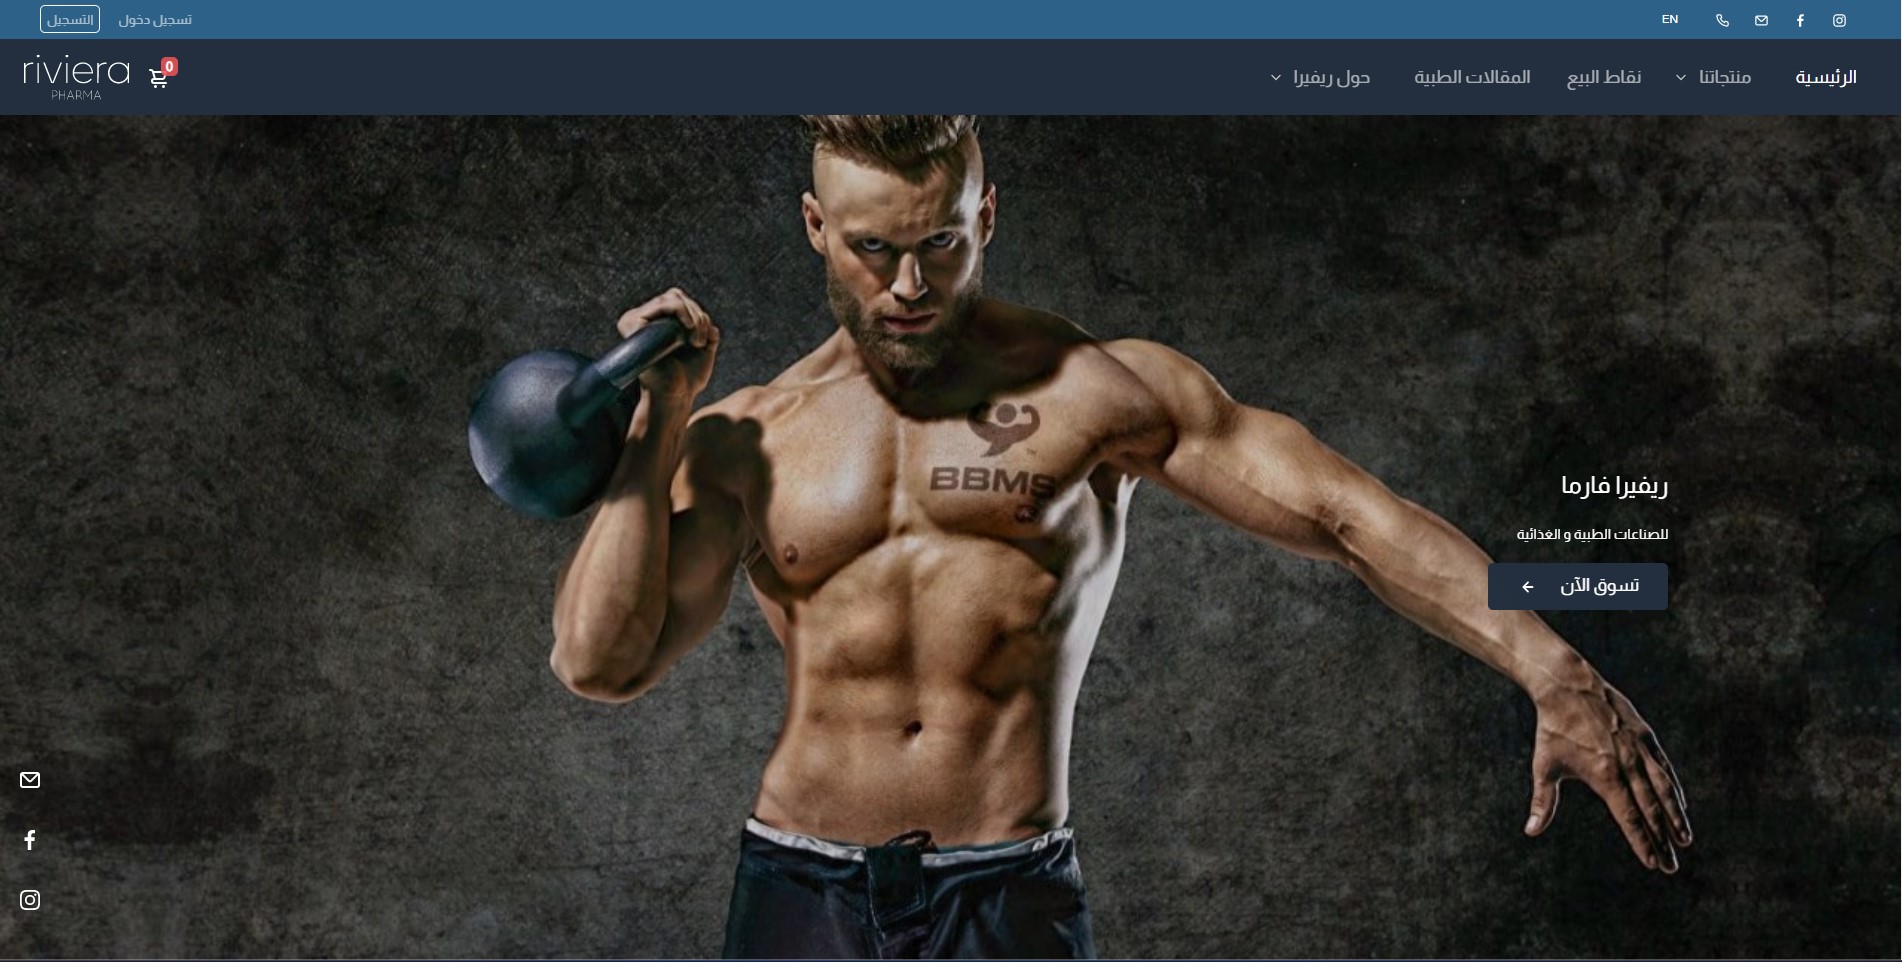 EN
تسجيل دخول
التسجيل
الرئيسية
منتجاتنا
نقاط البيع
المقالات الطبية
حول ريفيرا
0
riviera
PHARMA
BBMS
ريفيرا فارما
للصناعات الطبية و الغذائية
تسوق الآن